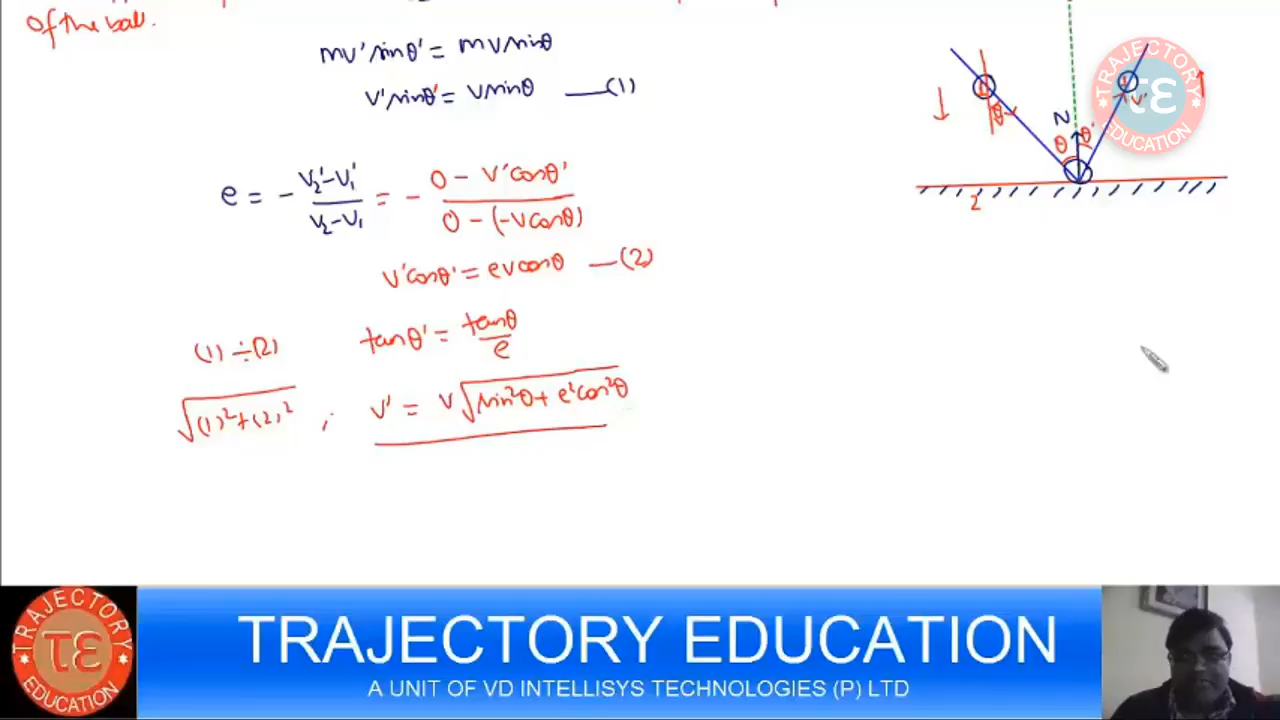 of the ball.
mv' sinθ' = mv sinθ
v' sinθ' = v sinθ —(1)
e = - (v₂' - v₁')/(v₂ - v₁) = - (0 - v'cosθ')/(0 - (-v cosθ))
v'cosθ' = ev cosθ —(2)
(1) ÷ (2) tanθ' = tanθ/e
√((1)² + (2)²) ; v' = v√(sin²θ + e²cos²θ)
N
θ θ'
θ
v'
TRAJECTORY
τε
EDUCATION
TRAJECTORY
τε
EDUCATION
TRAJECTORY EDUCATION
A UNIT OF VD INTELLISYS TECHNOLOGIES (P) LTD